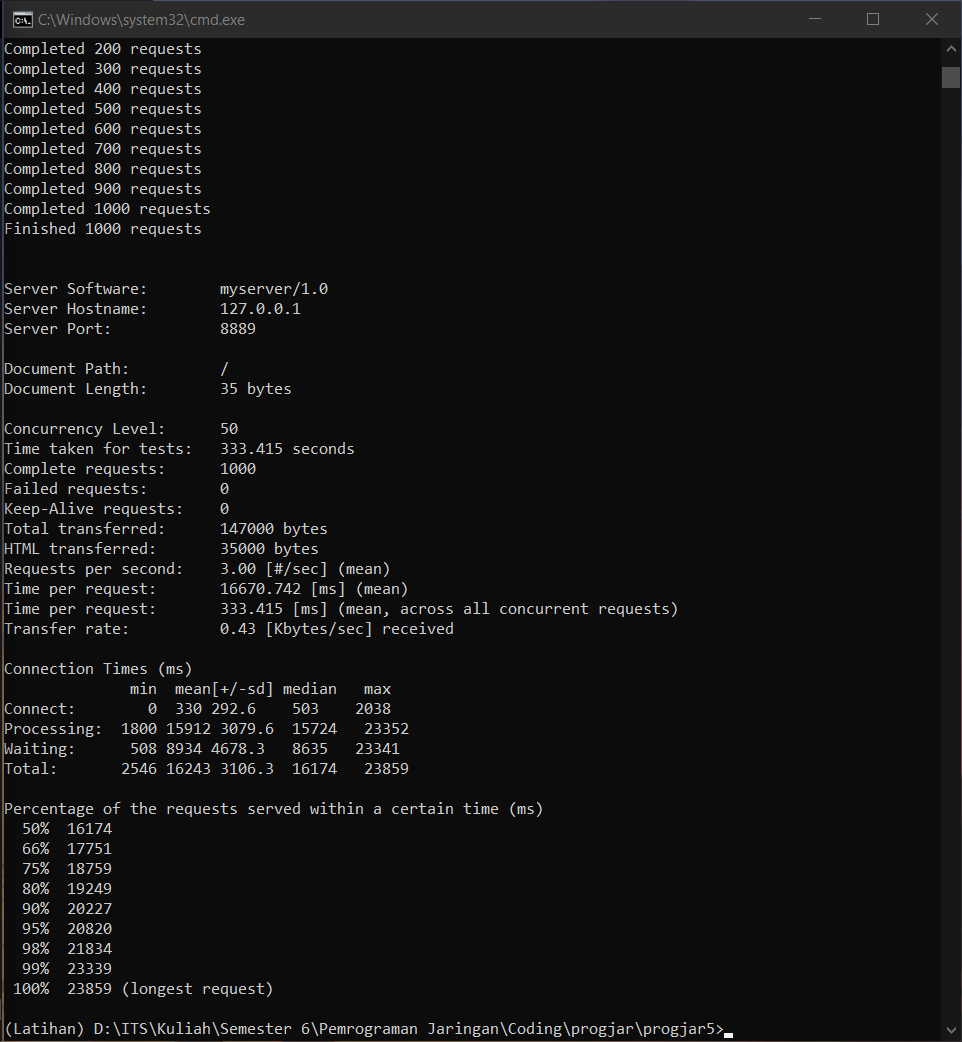 C:\Windows\system32\cmd.exe
Completed 200 requests
Completed 300 requests
Completed 400 requests
Completed 500 requests
Completed 600 requests
Completed 700 requests
Completed 800 requests
Completed 900 requests
Completed 1000 requests
Finished 1000 requests
Server Software: myserver/1.0
Server Hostname: 127.0.0.1
Server Port: 8889
Document Path: /
Document Length: 35 bytes
Concurrency Level: 50
Time taken for tests: 333.415 seconds
Complete requests: 1000
Failed requests: 0
Keep-Alive requests: 0
Total transferred: 147000 bytes
HTML transferred: 35000 bytes
Requests per second: 3.00 [#/sec] (mean)
Time per request: 16670.742 [ms] (mean)
Time per request: 333.415 [ms] (mean, across all concurrent requests)
Transfer rate: 0.43 [Kbytes/sec] received
Connection Times (ms)
min mean[+/-sd] median max
Connect: 0 330 292.6 503 2038
Processing: 1800 15912 3079.6 15724 23352
Waiting: 508 8934 4678.3 8635 23341
Total: 2546 16243 3106.3 16174 23859
Percentage of the requests served within a certain time (ms)
50% 16174
66% 17751
75% 18759
80% 19249
90% 20227
95% 20820
98% 21834
99% 23339
100% 23859 (longest request)
(Latihan) D:\ITS\Kuliah\Semester 6\Pemrograman Jaringan\Coding\progjar\progjar5>